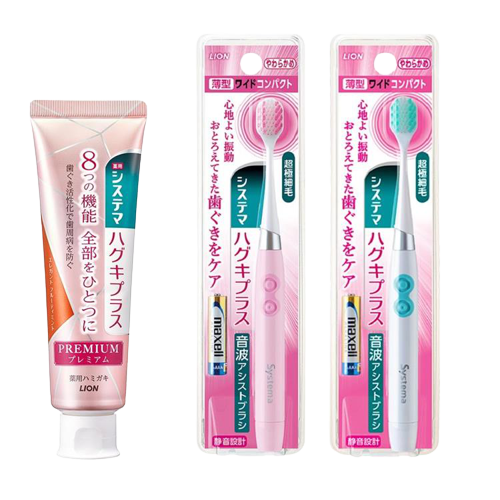 薬用
システマ
ハグキプラス
8つの機能 全部をひとつに
歯ぐき活性化で歯周病を防ぐ
PREMIUM
プレミアム
薬用ハミガキ
LION
LION
やわらかめ
薄型 ワイドコンパクト
心地よい振動
おとろえてきた歯ぐきをケア
超極細毛
システマ
ハグキプラス
音波アシストブラシ
maxell
Systema
静音設計
LION
やわらかめ
薄型 ワイドコンパクト
心地よい振動
おとろえてきた歯ぐきをケア
超極細毛
システマ
ハグキプラス
音波アシストブラシ
maxell
Systema
静音設計